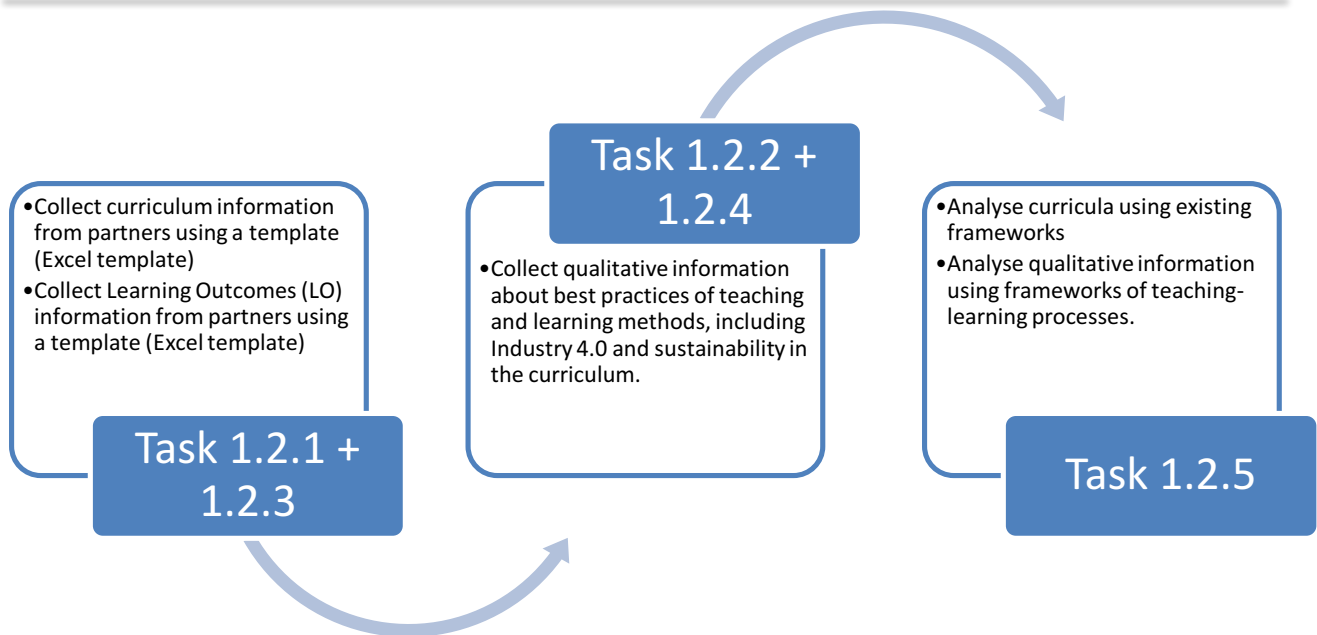 •Collect curriculum information
from partners using a template
(Excel template)
•Collect Learning Outcomes (LO)
information from partners using
a template (Excel template)
Task 1.2.1 +
1.2.3
Task 1.2.2 +
1.2.4
•Collect qualitative information
about best practices of teaching
and learning methods, including
Industry 4.0 and sustainability in
the curriculum.
•Analyse curricula using existing
frameworks
•Analyse qualitative information
using frameworks of teaching-
learning processes.
Task 1.2.5